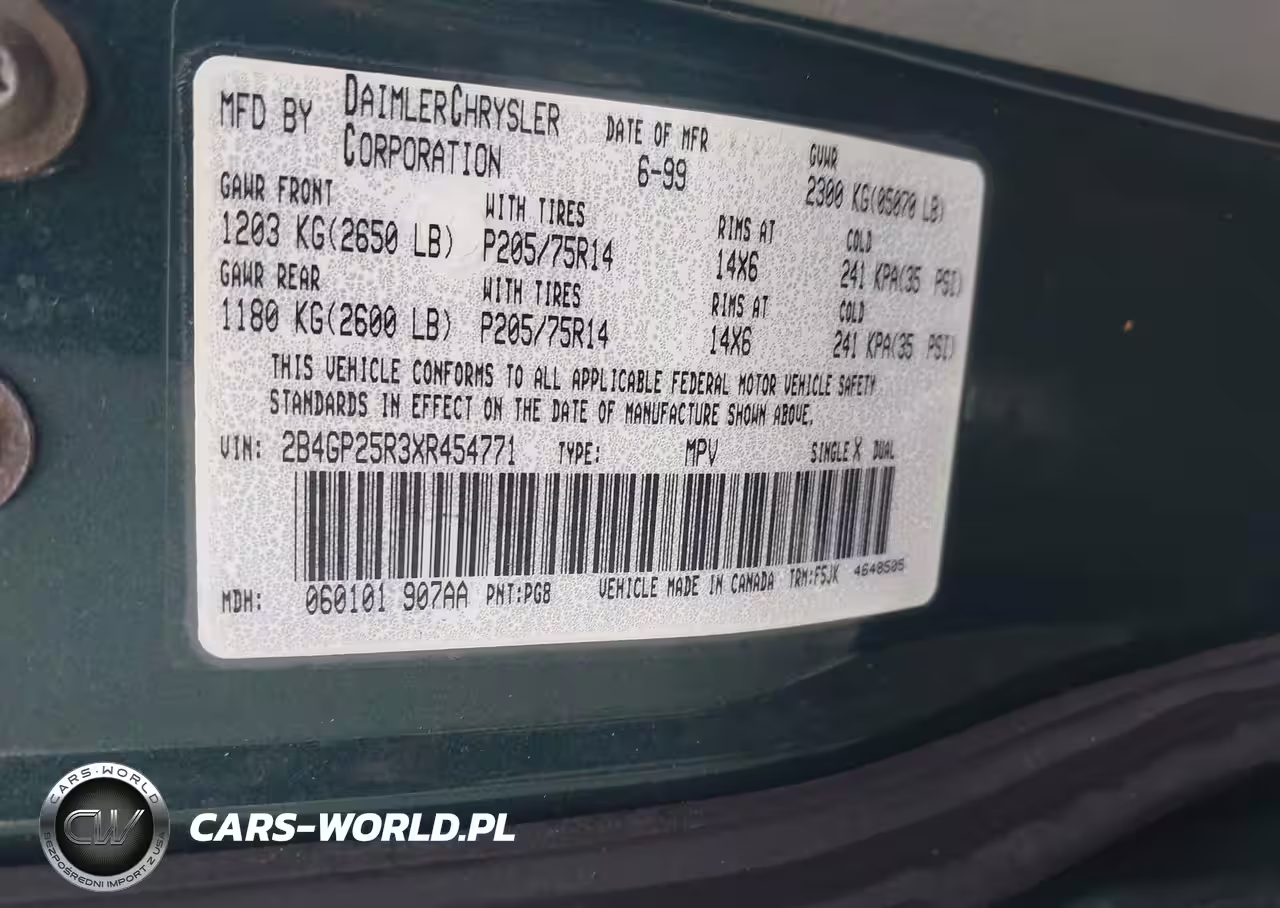 MFD BY DAIMLERCHRYSLER CORPORATION
DATE OF MFR 6-99
GVWR 2300 KG(05070 LB)
GAWR FRONT WITH TIRES RIMS AT COLD
1203 KG(2650 LB) P205/75R14 14X6 241 KPA(35 PSI)
GAWR REAR WITH TIRES RIMS AT COLD
1180 KG(2600 LB) P205/75R14 14X6 241 KPA(35 PSI)
THIS VEHICLE CONFORMS TO ALL APPLICABLE FEDERAL MOTOR VEHICLE SAFETY
STANDARDS IN EFFECT ON THE DATE OF MANUFACTURE SHOWN ABOVE.
VIN: 2B4GP25R3XR454771 TYPE: MPV SINGLE X DUAL
MDH: 060101 907AA PNT:PG8 VEHICLE MADE IN CANADA TRM:F5JK 4648505
CARS-WORLD
CW
BEZPOŚREDNI IMPORT Z USA
CARS-WORLD.PL